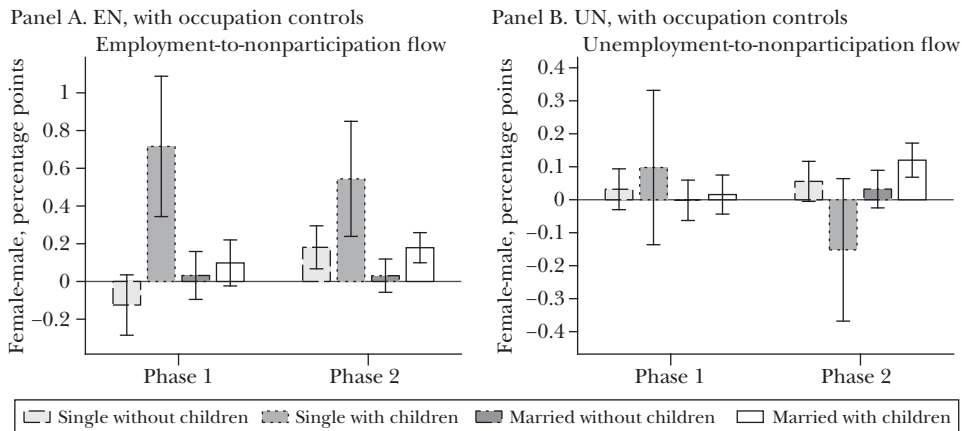 Panel A. EN, with occupation controls
Employment-to-nonparticipation flow
Female-male, percentage points
1
0.8
0.6
0.4
0.2
0
−0.2
Phase 1 Phase 2
Panel B. UN, with occupation controls
Unemployment-to-nonparticipation flow
Female-male, percentage points
0.4
0.3
0.2
0.1
0
−0.1
−0.2
−0.3
−0.4
Phase 1 Phase 2
Single without children Single with children Married without children Married with children